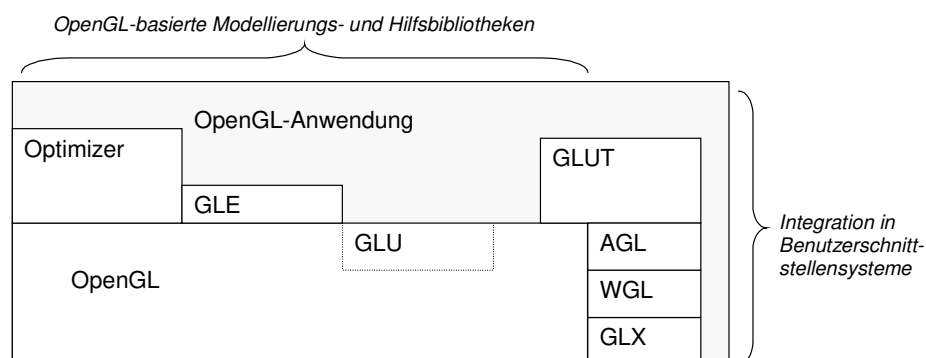 OpenGL-basierte Modellierungs- und Hilfsbibliotheken
OpenGL-Anwendung
Optimizer
GLUT
GLE
GLU
AGL
OpenGL
WGL
GLX
Integration in
Benutzerschnitt-
stellensysteme